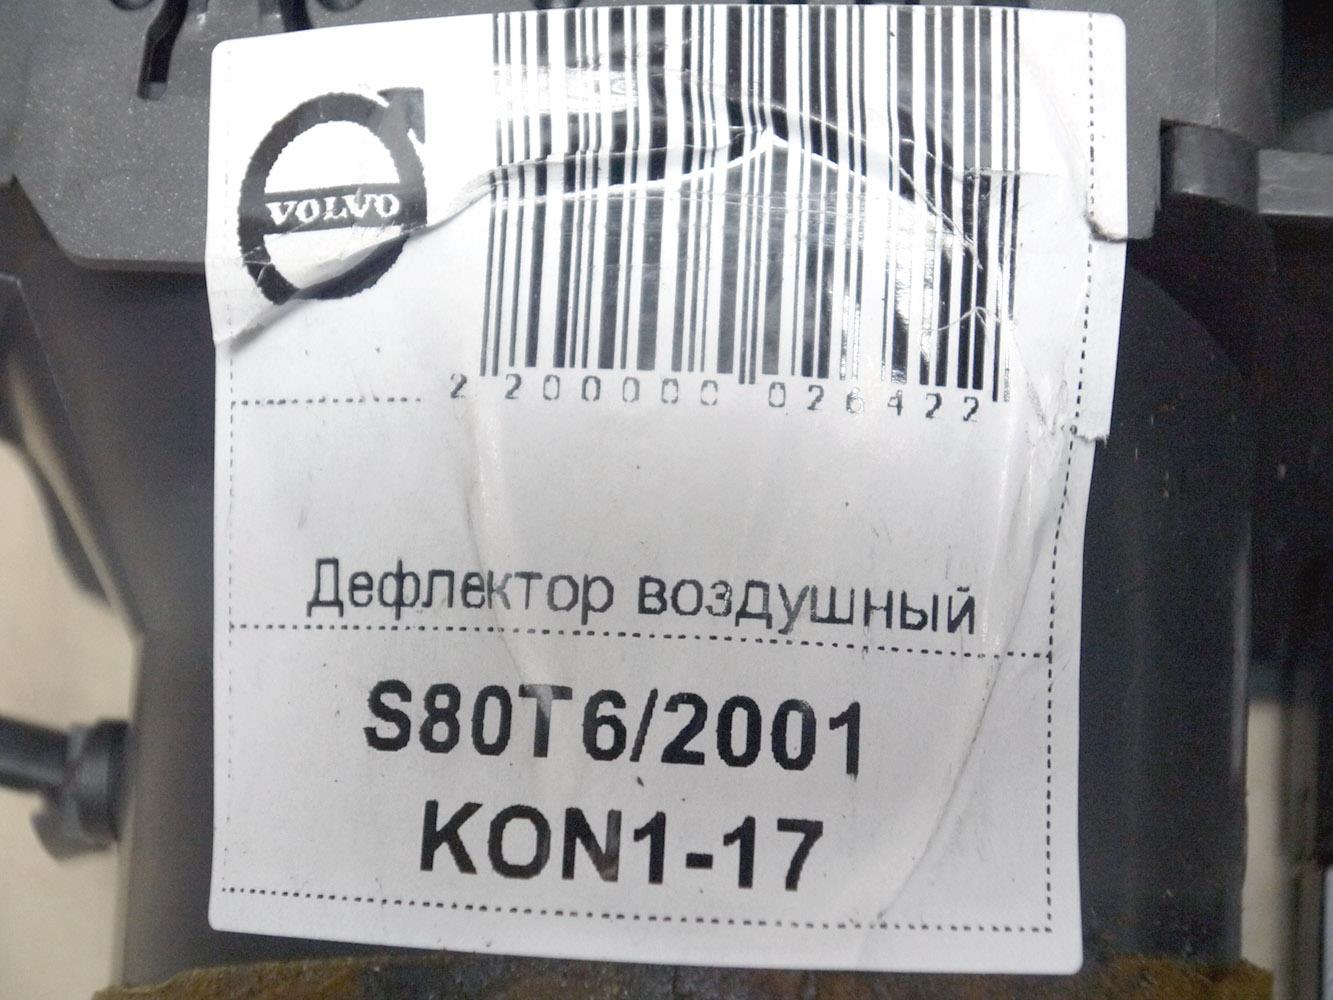 VOLVO
2 200000 026422
Дефлектор воздушный
S80T6/2001
KON1-17